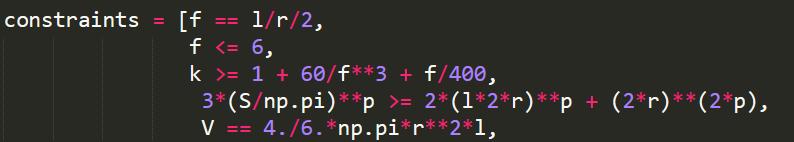 constraints = [f == l/r/2,
f <= 6,
k >= 1 + 60/f**3 + f/400,
3*(S/np.pi)**p >= 2*(l*2*r)**p + (2*r)**(2*p),
V == 4./6.*np.pi*r**2*l,